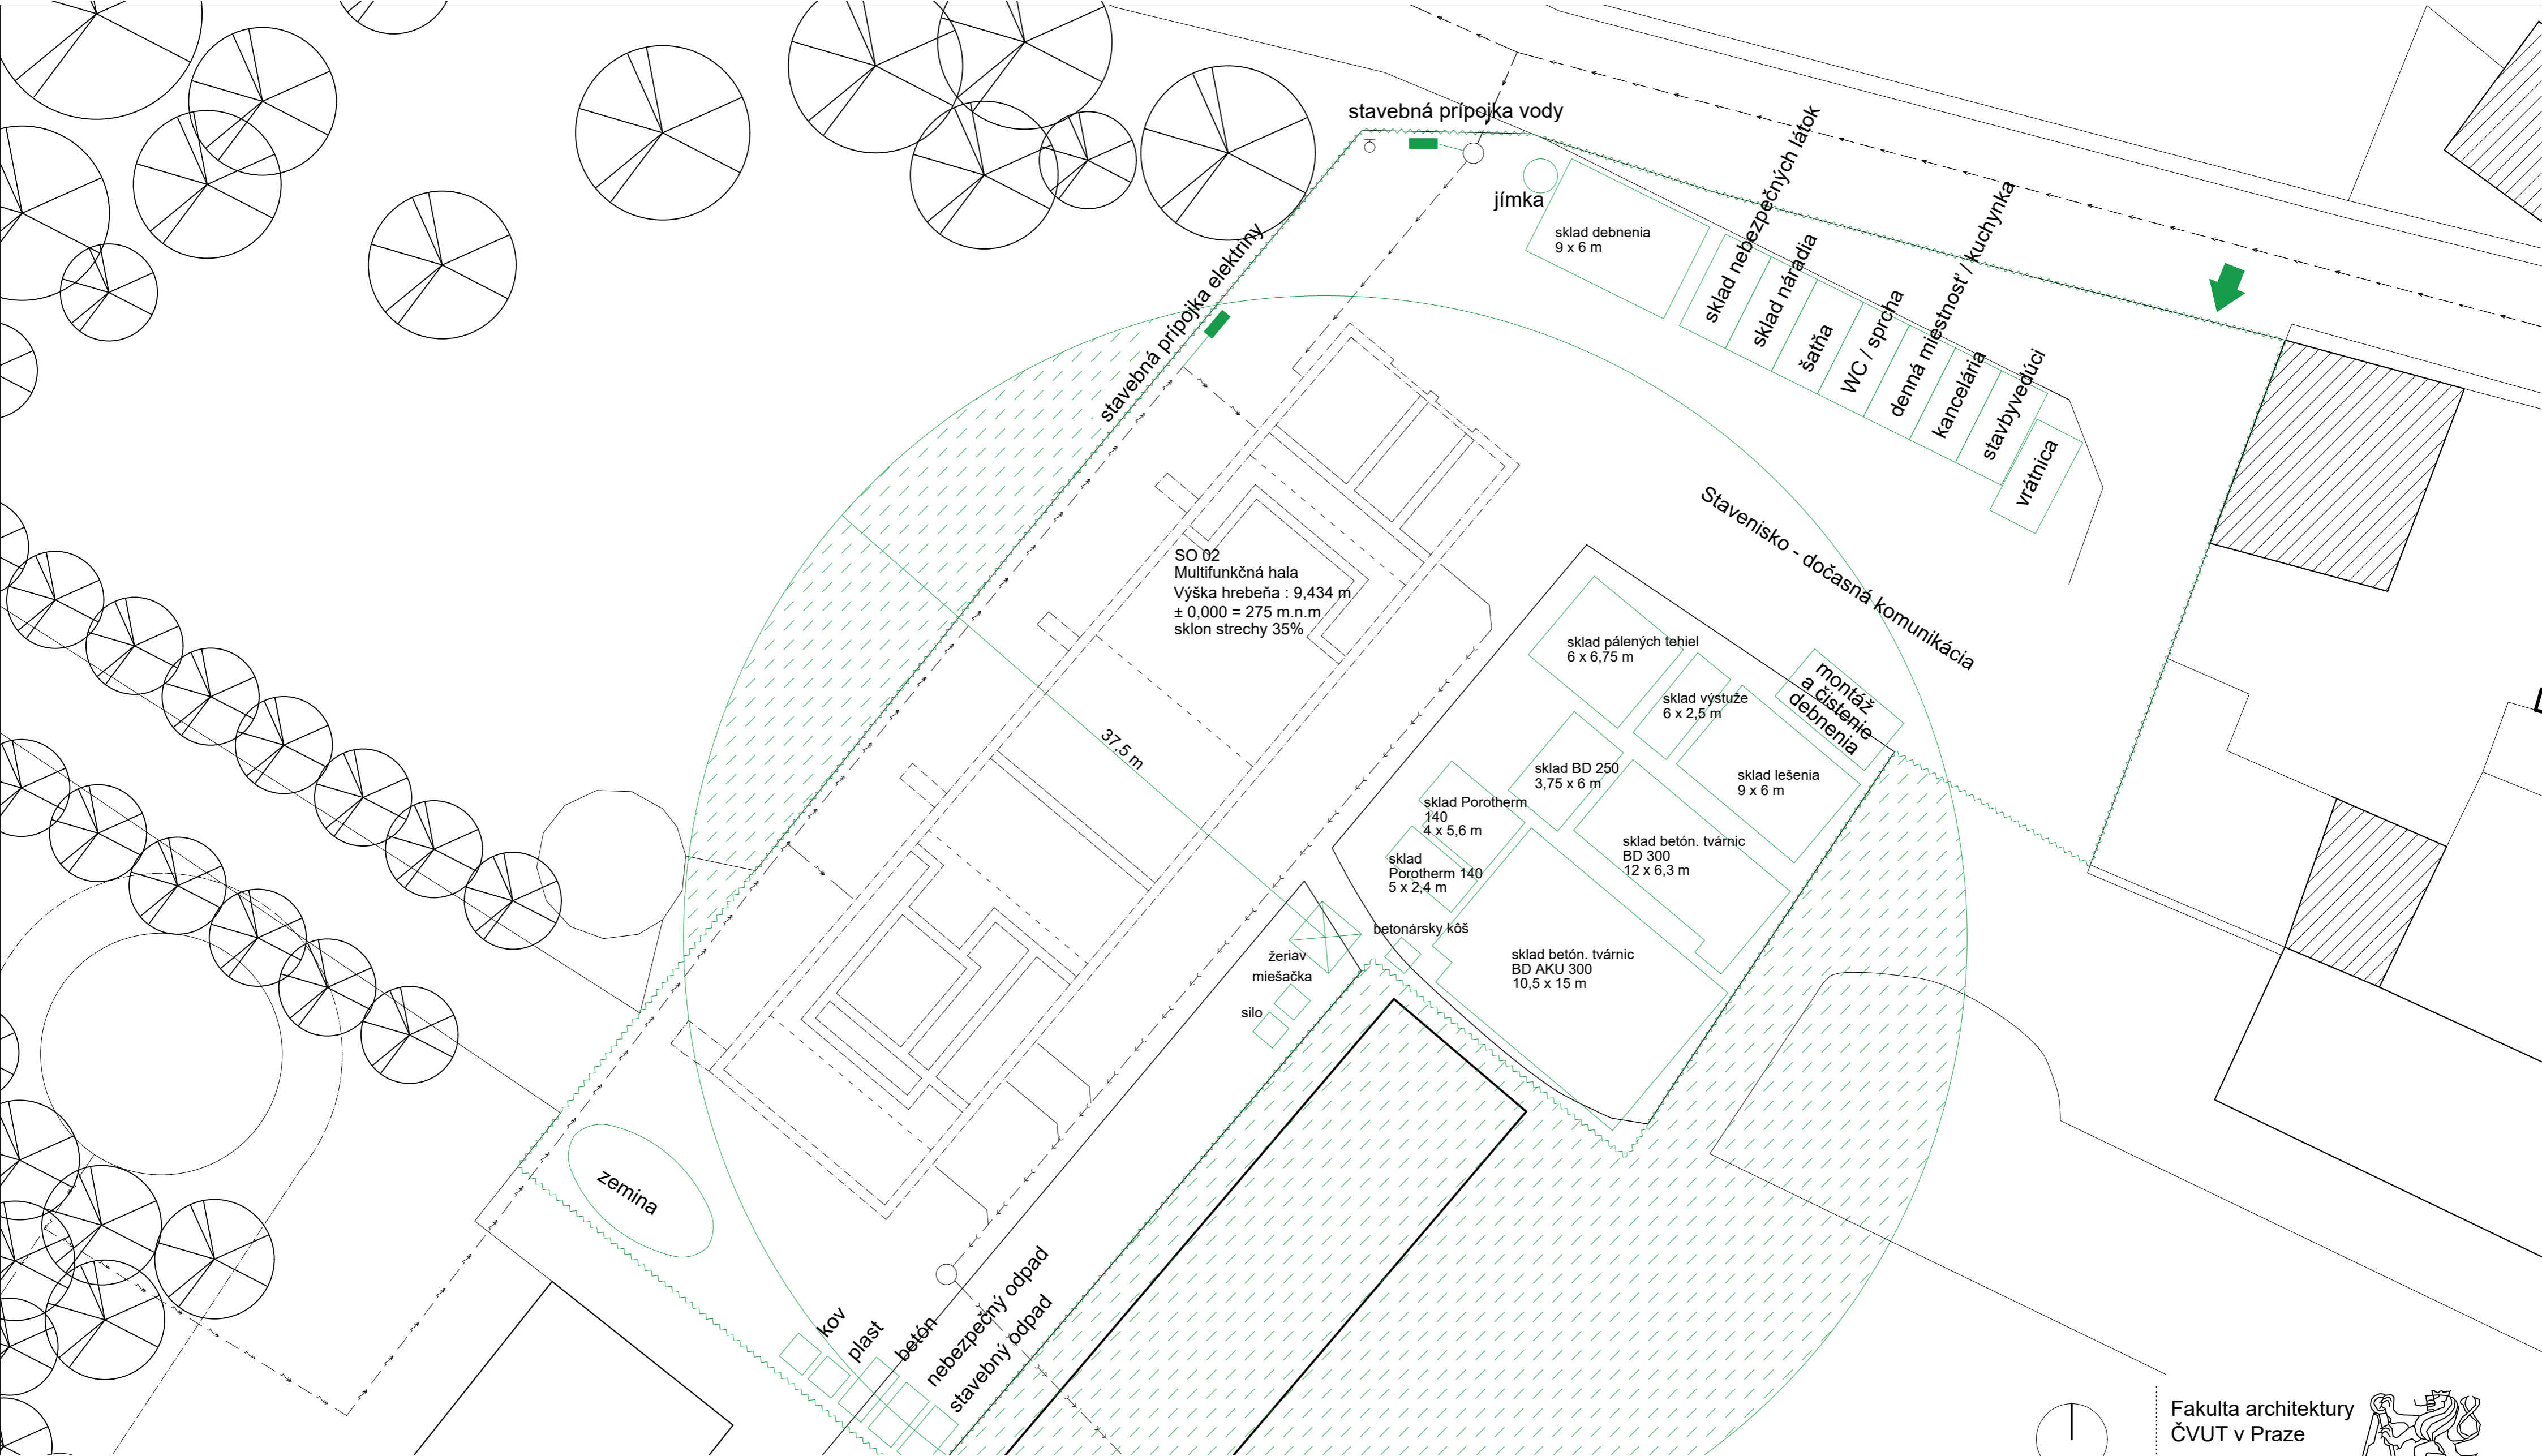 stavebná prípojka vody
jímka
sklad debnenia
9 x 6 m
sklad nebezpečných látok
sklad náradia
šatňa
WC / sprcha
denná miestnosť / kuchynka
kancelária
stavbyvedúci
vrátnica
stavebná prípojka elektriny
Stavenisko - dočasná komunikácia
SO 02
Multifunkčná hala
Výška hrebeňa : 9,434 m
± 0,000 = 275 m.n.m
sklon strechy 35%
37,5 m
sklad pálených tehiel
6 x 6,75 m
sklad výstuže
6 x 2,5 m
montáž
a čistenie
debnenia
sklad lešenia
9 x 6 m
sklad BD 250
3,75 x 6 m
sklad Porotherm
140
4 x 5,6 m
sklad
Porotherm 140
5 x 2,4 m
sklad betón. tvárnic
BD 300
12 x 6,3 m
betonársky kôš
sklad betón. tvárnic
BD AKU 300
10,5 x 15 m
žeriav
miešačka
silo
zemina
kov
plast
betón
nebezpečný odpad
stavebný odpad
Fakulta architektury
ČVUT v Praze